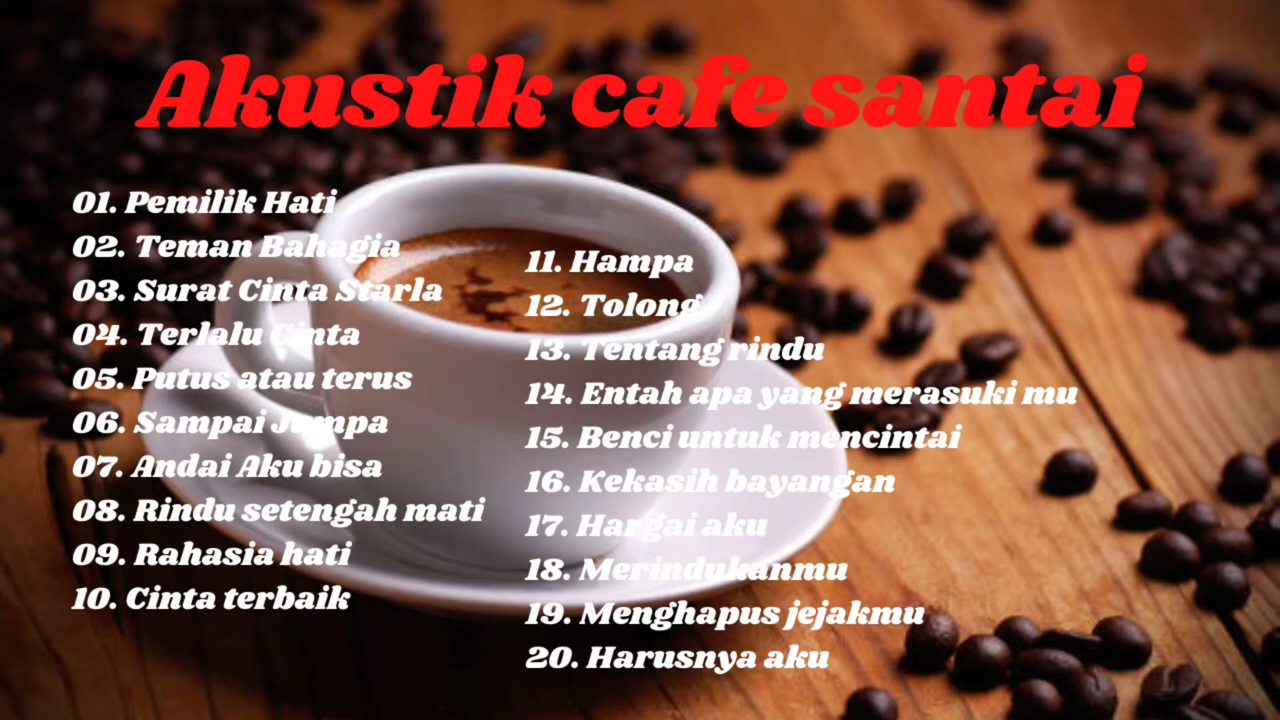 Akustik cafe santai
01. Pemilik Hati
02. Teman Bahagia
03. Surat Cinta Starla
04. Terlalu Cinta
05. Putus atau terus
06. Sampai Jumpa
07. Andai Aku bisa
08. Rindu setengah mati
09. Rahasia hati
10. Cinta terbaik
11. Hampa
12. Tolong
13. Tentang rindu
14. Entah apa yang merasuki mu
15. Benci untuk mencintai
16. Kekasih bayangan
17. Hargai aku
18. Merindukanmu
19. Menghapus jejakmu
20. Harusnya aku